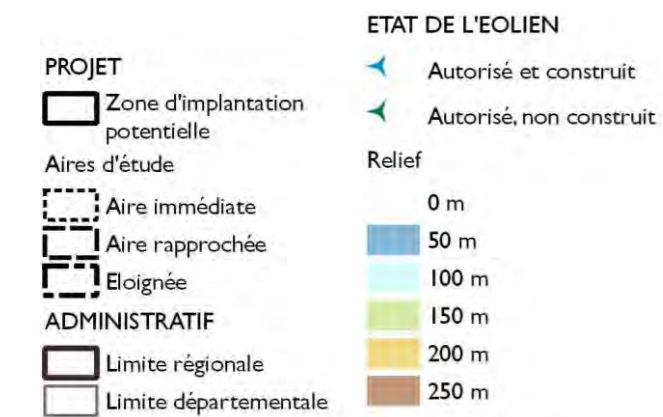 PROJET
Zone d'implantation
potentielle
Aires d'étude
Aire immédiate
Aire rapprochée
Eloignée
ADMINISTRATIF
Limite régionale
Limite départementale
ETAT DE L'EOLIEN
Autorisé et construit
Autorisé, non construit
Relief
0 m
50 m
100 m
150 m
200 m
250 m